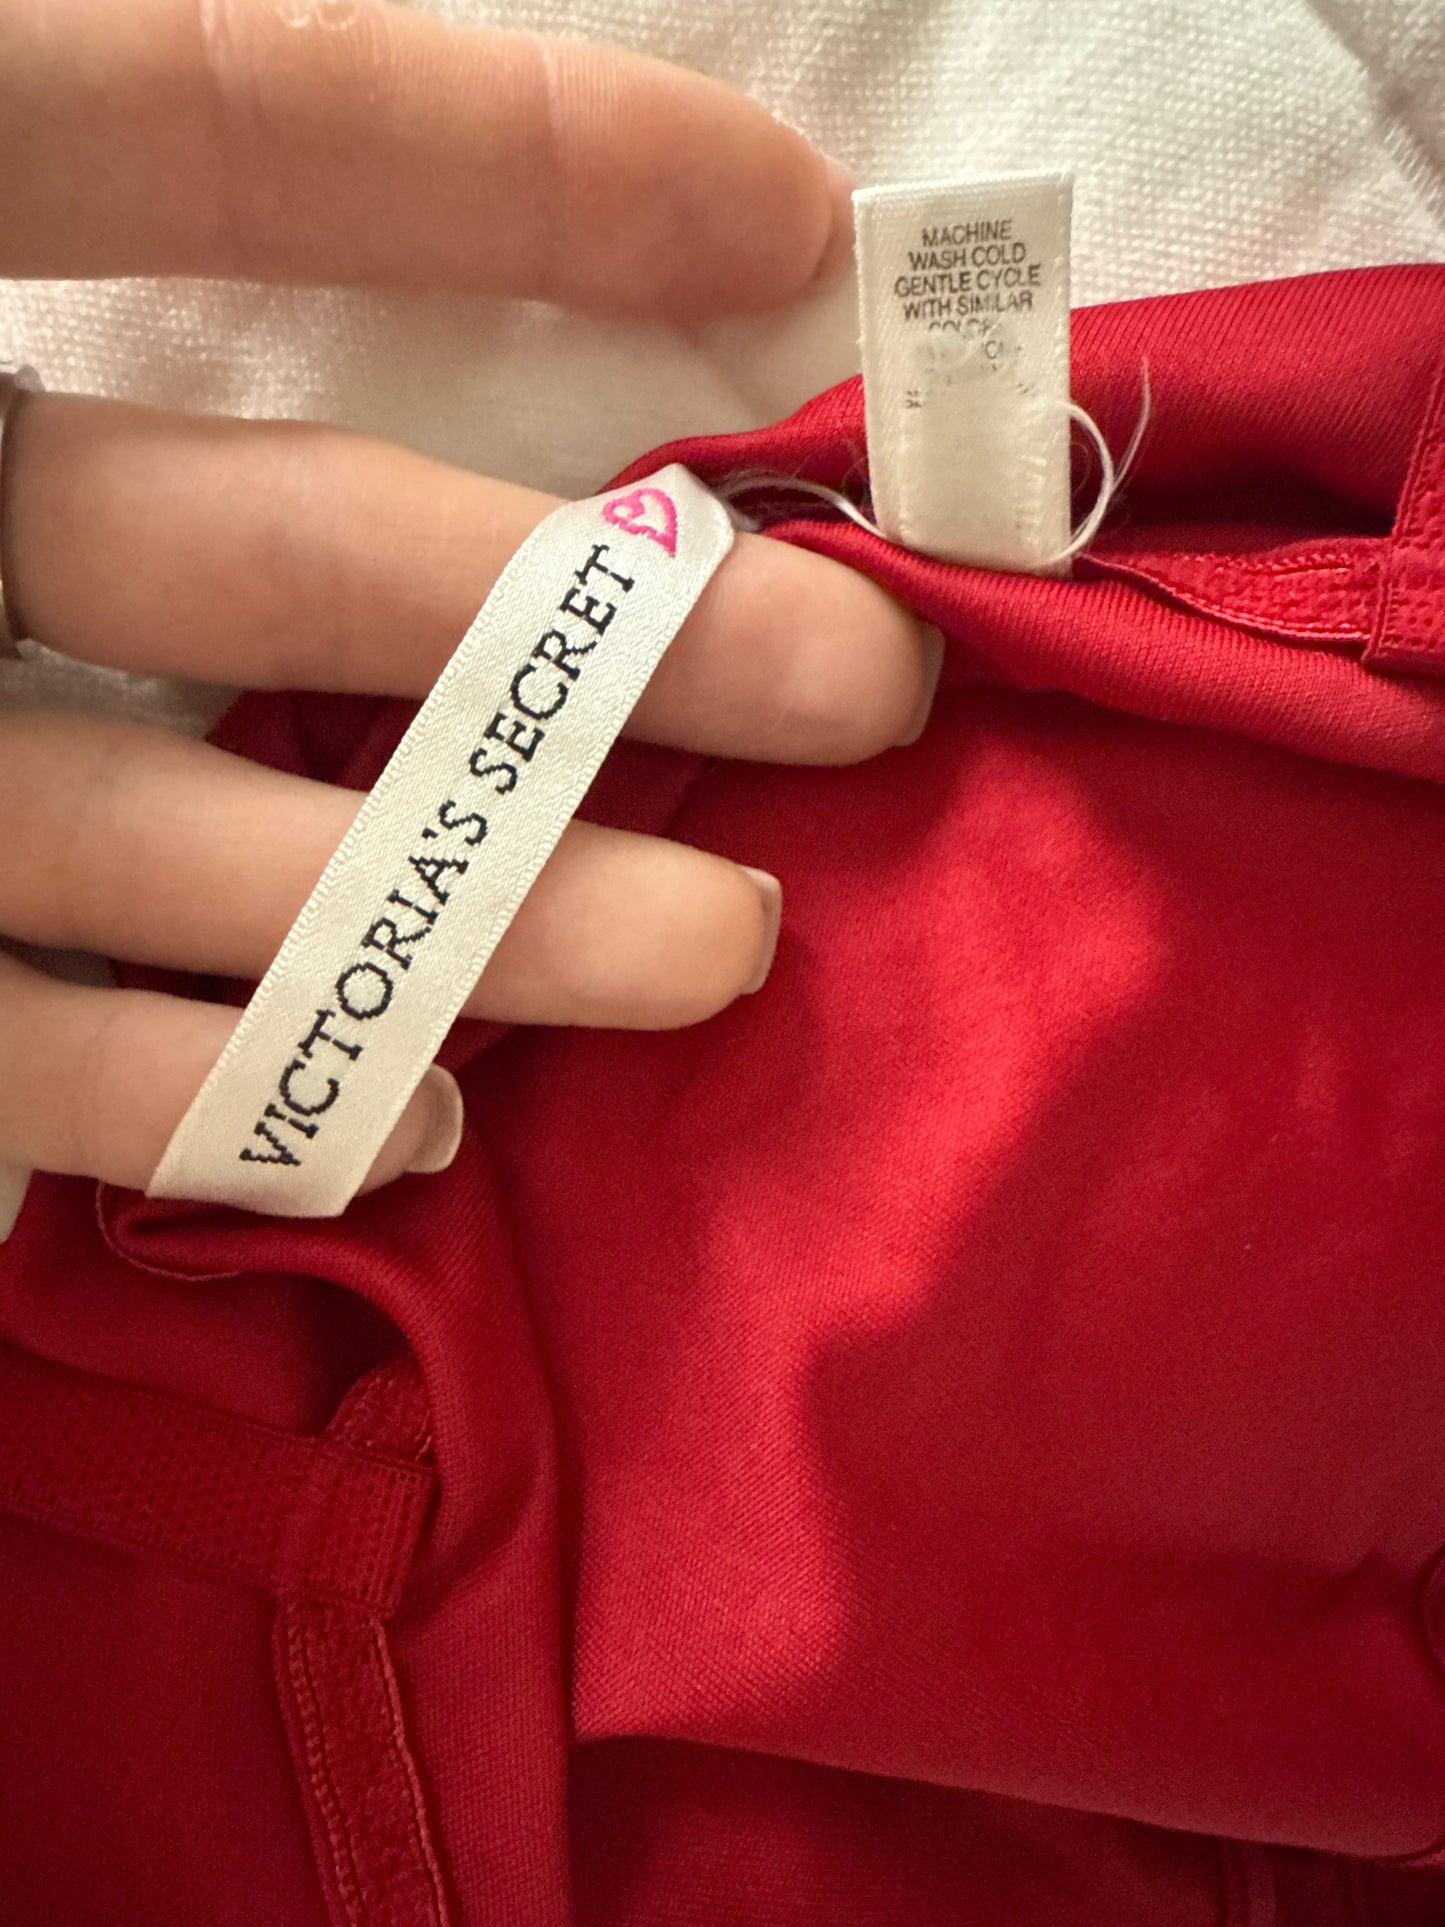 MACHINE
WASH COLD
GENTLE CYCLE
WITH SIMILAR
VICTORIA'S SECRET